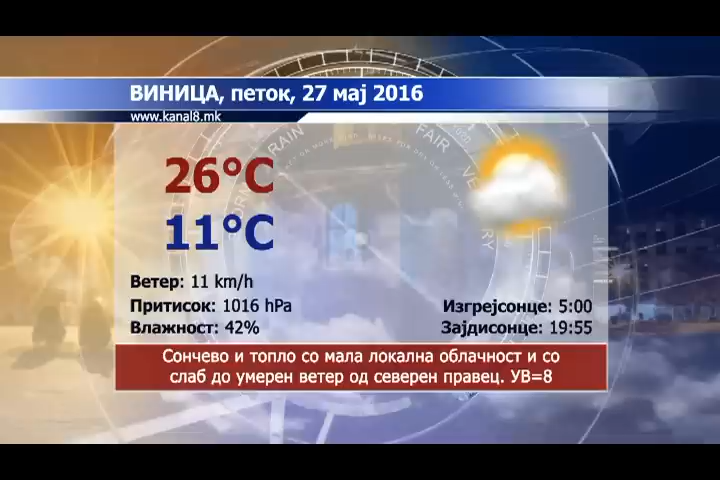 ВИНИЦА, петок, 27 мај 2016
www.kanal8.mk
RAIN
FAIR
26°C
11°C
Ветер: 11 km/h
Притисок: 1016 hPa
Влажност: 42%
Изгрејсонце: 5:00
Зајдисонце: 19:55
Сончево и топло со мала локална облачност и со
слаб до умерен ветер од северен правец. УВ=8